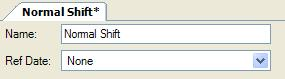 Normal Shift*
Name: Normal Shift
Ref Date: None